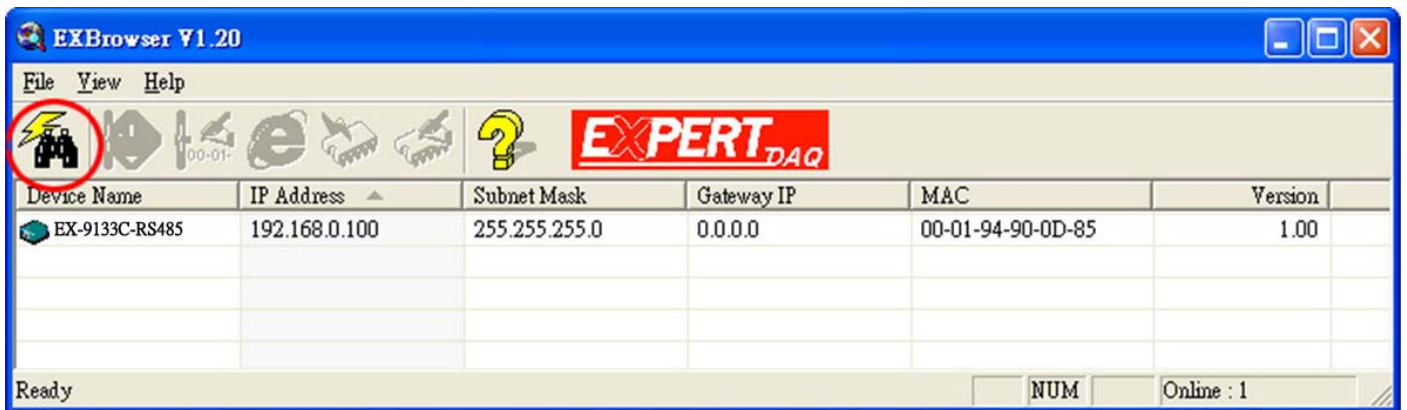 EXBrowser V1.20
File View Help
00-01-
EXPERT DAQ
Device Name IP Address Subnet Mask Gateway IP MAC Version
EX-9133C-RS485 192.168.0.100 255.255.255.0 0.0.0.0 00-01-94-90-0D-85 1.00
Ready NUM Online : 1